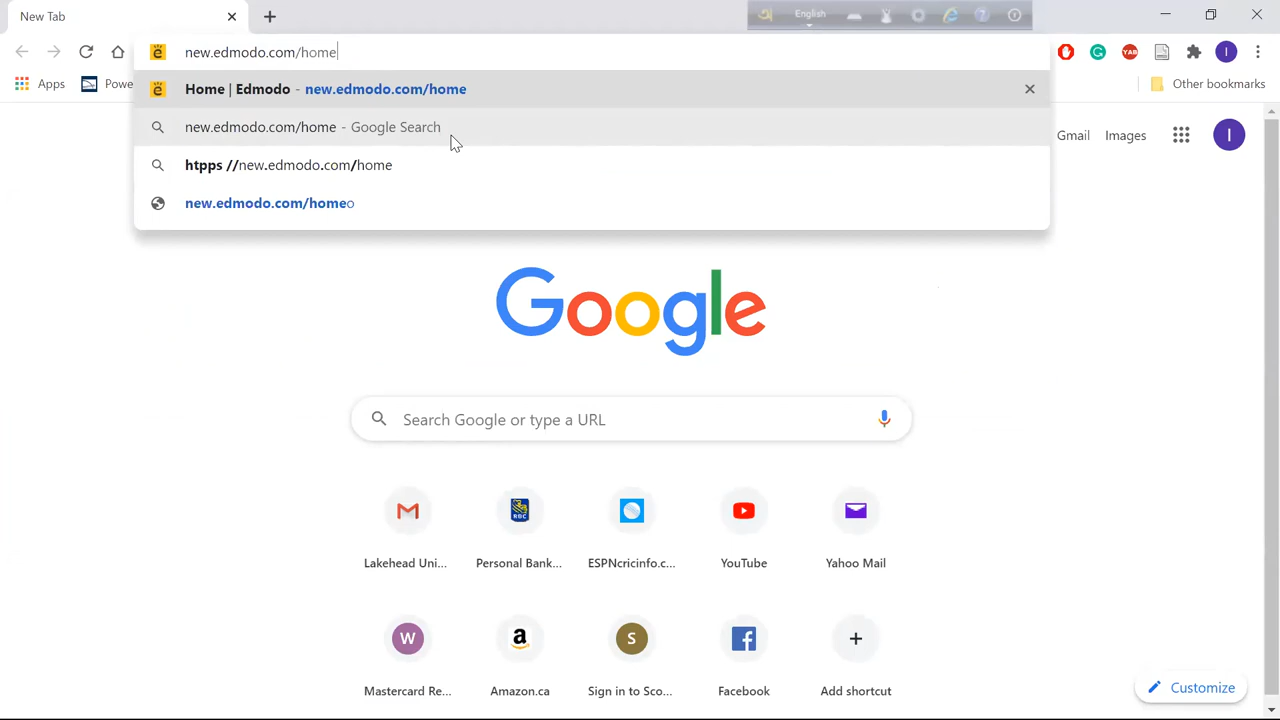 New Tab
English
new.edmodo.com/home
Apps
Powe
Other bookmarks
Home | Edmodo - new.edmodo.com/home
new.edmodo.com/home - Google Search
htpps //new.edmodo.com/home
new.edmodo.com/homeo
Gmail Images
I
I
Google
Search Google or type a URL
RBC
Lakehead Uni...
Personal Bank...
ESPNcricinfo.c...
YouTube
Yahoo Mail
W
a
S
Mastercard Re...
Amazon.ca
Sign in to Sco...
Facebook
Add shortcut
Customize